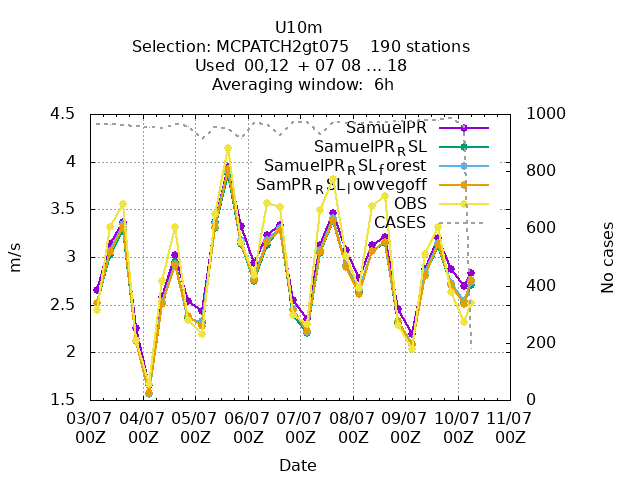 U10m
Selection: MCPATCH2gt075    190 stations
Used  00,12  + 07 08 ... 18
Averaging window:  6h
4.5
4
3.5
3
2.5
2
1.5
m/s
1000
800
600
400
200
0
No cases
SamuelPR
SamuelPRRSL
SamuelPRRSLforest
SamPRRSLlowvegoff
OBS
CASES
03/07 04/07 05/07 06/07 07/07 08/07 09/07 10/07 11/07
00Z 00Z 00Z 00Z 00Z 00Z 00Z 00Z 00Z
Date